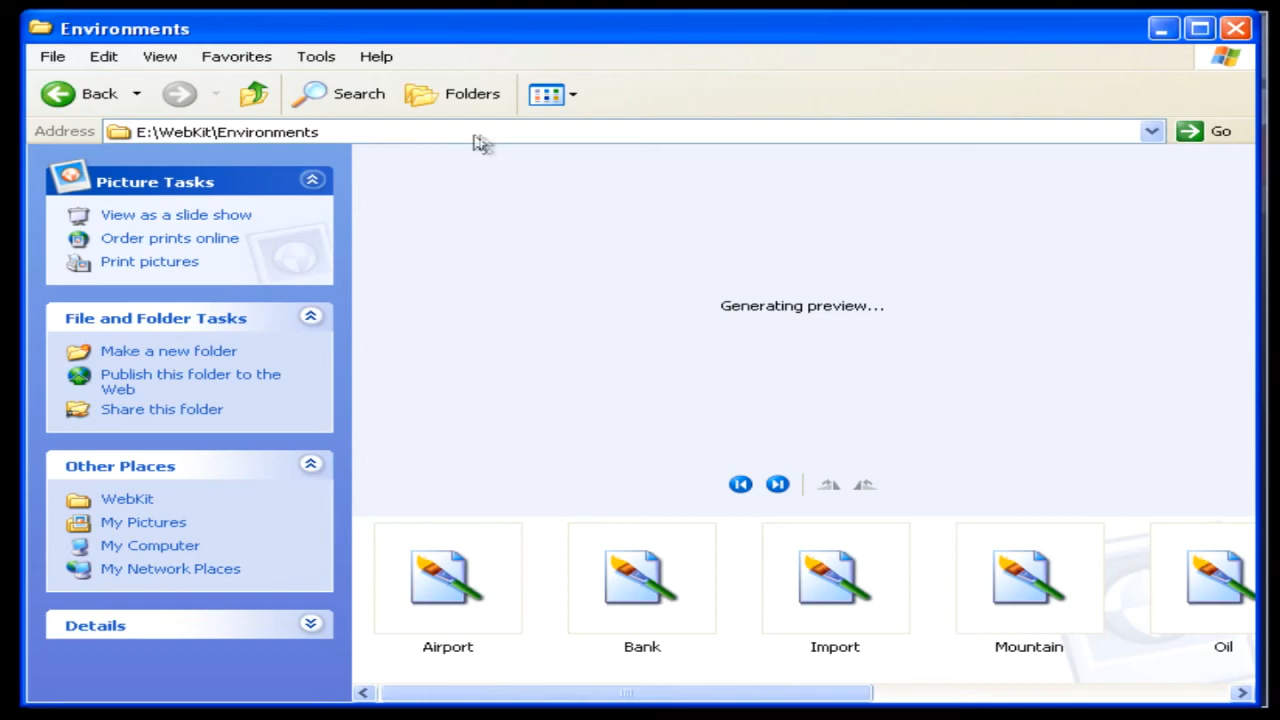 Environments
File Edit View Favorites Tools Help
Back Search Folders
Address E:\WebKit\Environments Go
Picture Tasks
View as a slide show
Order prints online
Print pictures
File and Folder Tasks
Make a new folder
Publish this folder to the
Web
Share this folder
Other Places
WebKit
My Pictures
My Computer
My Network Places
Details
Generating preview...
Airport Bank Import Mountain Oil